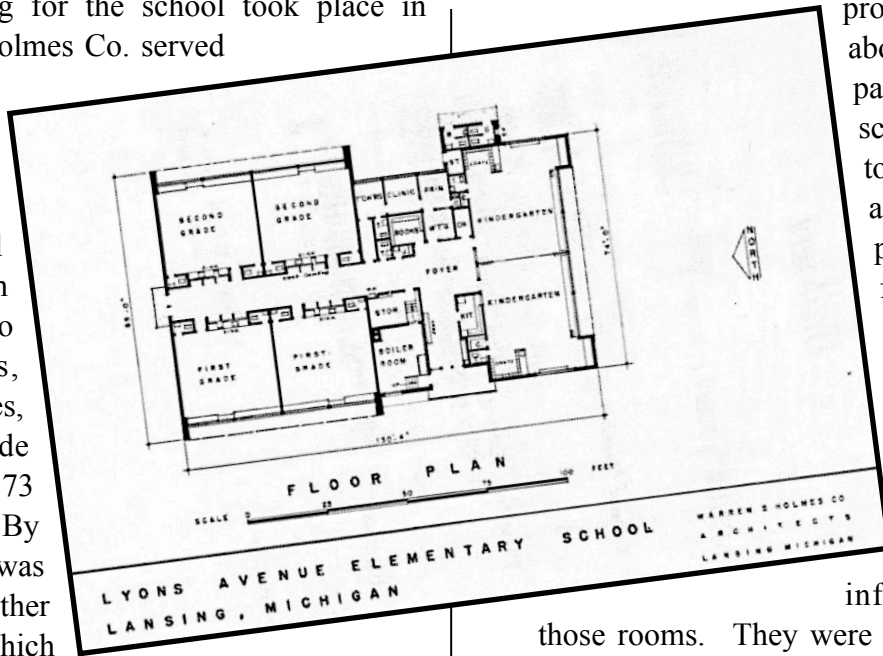 g for the school took place in
olmes Co. served
o
s,
es,
de
73
By
was
ther
hich
pro
abo
pa
sc
to
a
p
SECOND GRADE
SECOND GRADE
CLINIC
PRIN
BOOKS
KINDERGARTEN
FOYER
KINDERGARTEN
STOR.
KIT
BOILER ROOM
FIRST GRADE
FIRST GRADE
NORTH
130'-4"
FLOOR PLAN
SCALE 0 25 50 75 100 FEET
LYONS AVENUE ELEMENTARY SCHOOL
LANSING, MICHIGAN
WARREN S HOLMES CO
ARCHITECTS
LANSING MICHIGAN
inf
those rooms. They were